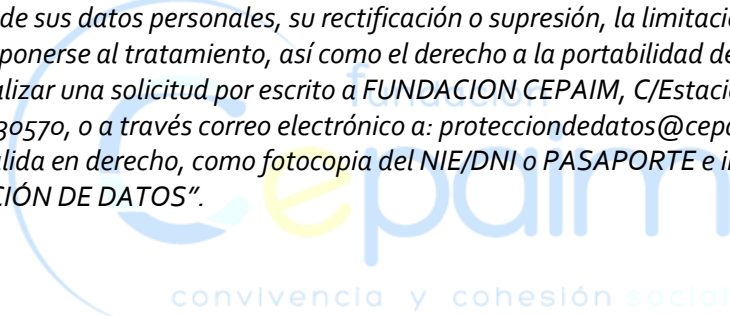 de sus datos personales, su rectificación o supresión, la limitació
ponerse al tratamiento, así como el derecho a la portabilidad de
alizar una solicitud por escrito a FUNDACION CEPAIM, C/Estació
30570, o a través correo electrónico a: protecciondedatos@cepa
álida en derecho, como fotocopia del NIE/DNI o PASAPORTE e i
CIÓN DE DATOS”.
fundación
cepaim
convivencia y cohesión social